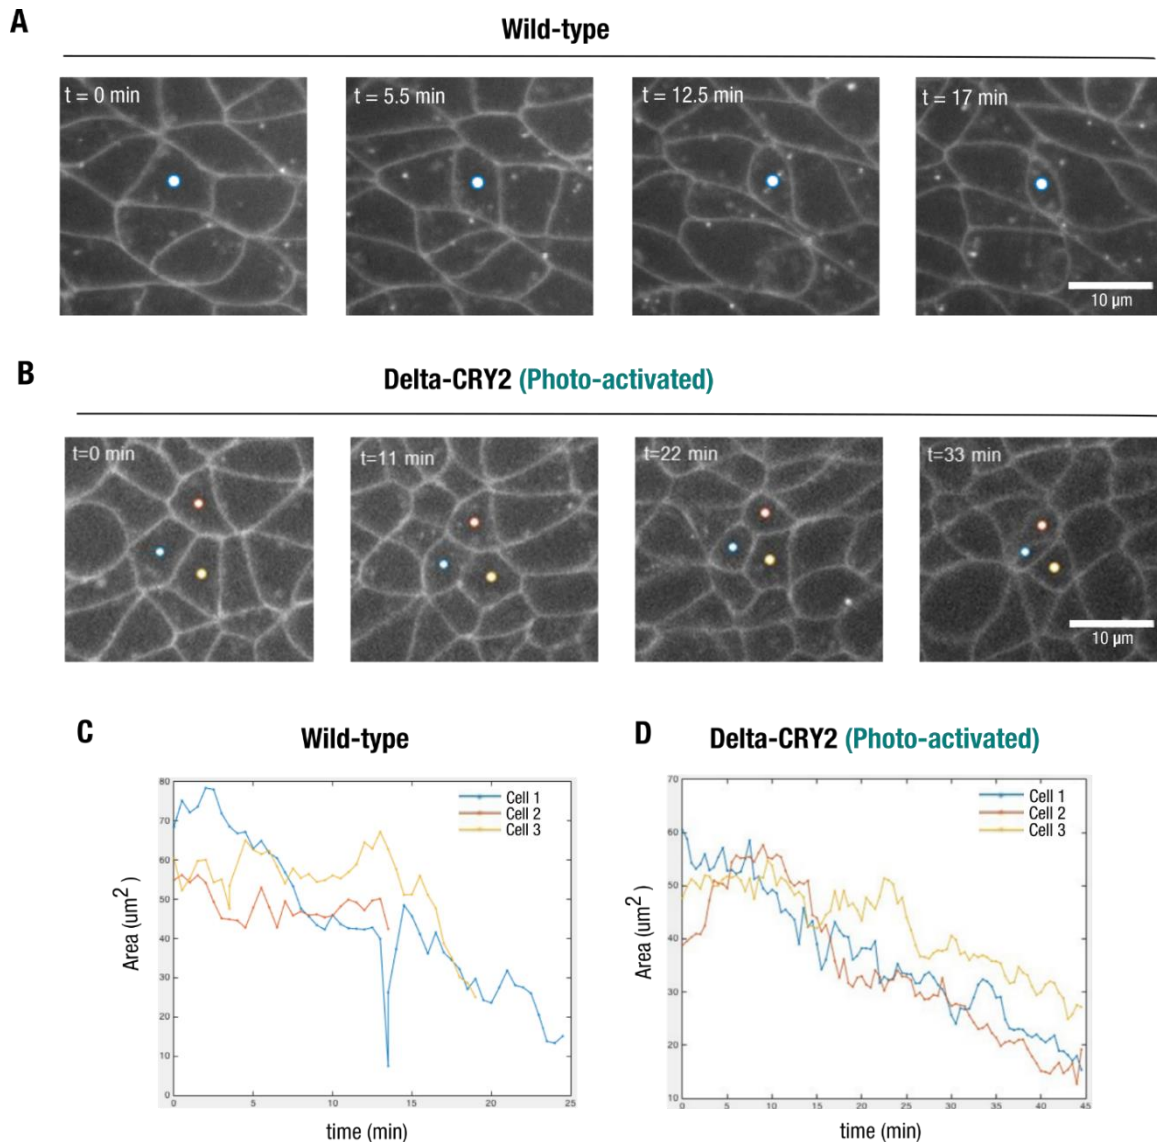 A
Wild-type
t = 0 min
t = 5.5 min
t = 12.5 min
t = 17 min
10 µm
B
Delta-CRY2 (Photo-activated)
t=0 min
t=11 min
t=22 min
t=33 min
10 µm
C
Wild-type
80
70
60
50
40
30
20
10
0
0
5
10
15
20
25
Cell 1
Cell 2
Cell 3
Area (um²)
time (min)
D
Delta-CRY2 (Photo-activated)
70
60
50
40
30
20
10
0
5
10
15
20
25
30
35
40
45
Cell 1
Cell 2
Cell 3
Area (um²)
time (min)